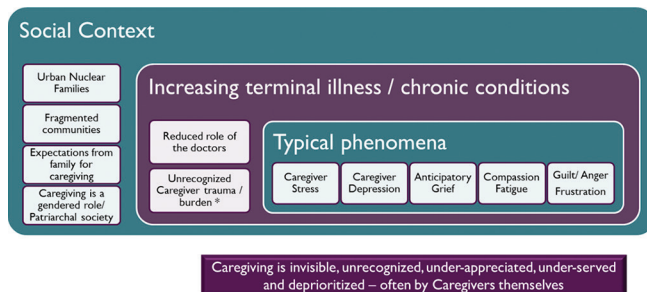 Social Context
Urban Nuclear
Families
Fragmented
communities
Expectations from
family for
caregiving
Caregiving is a
gendered role/
Patriarchal society
Increasing terminal illness / chronic conditions
Reduced role of
the doctors
Unrecognized
Caregiver trauma /
burden *
Typical phenomena
Caregiver
Stress
Caregiver
Depression
Anticipatory
Grief
Compassion
Fatigue
Guilt/ Anger
Frustration
Caregiving is invisible, unrecognized, under-appreciated, under-served
and deprioritized – often by Caregivers themselves